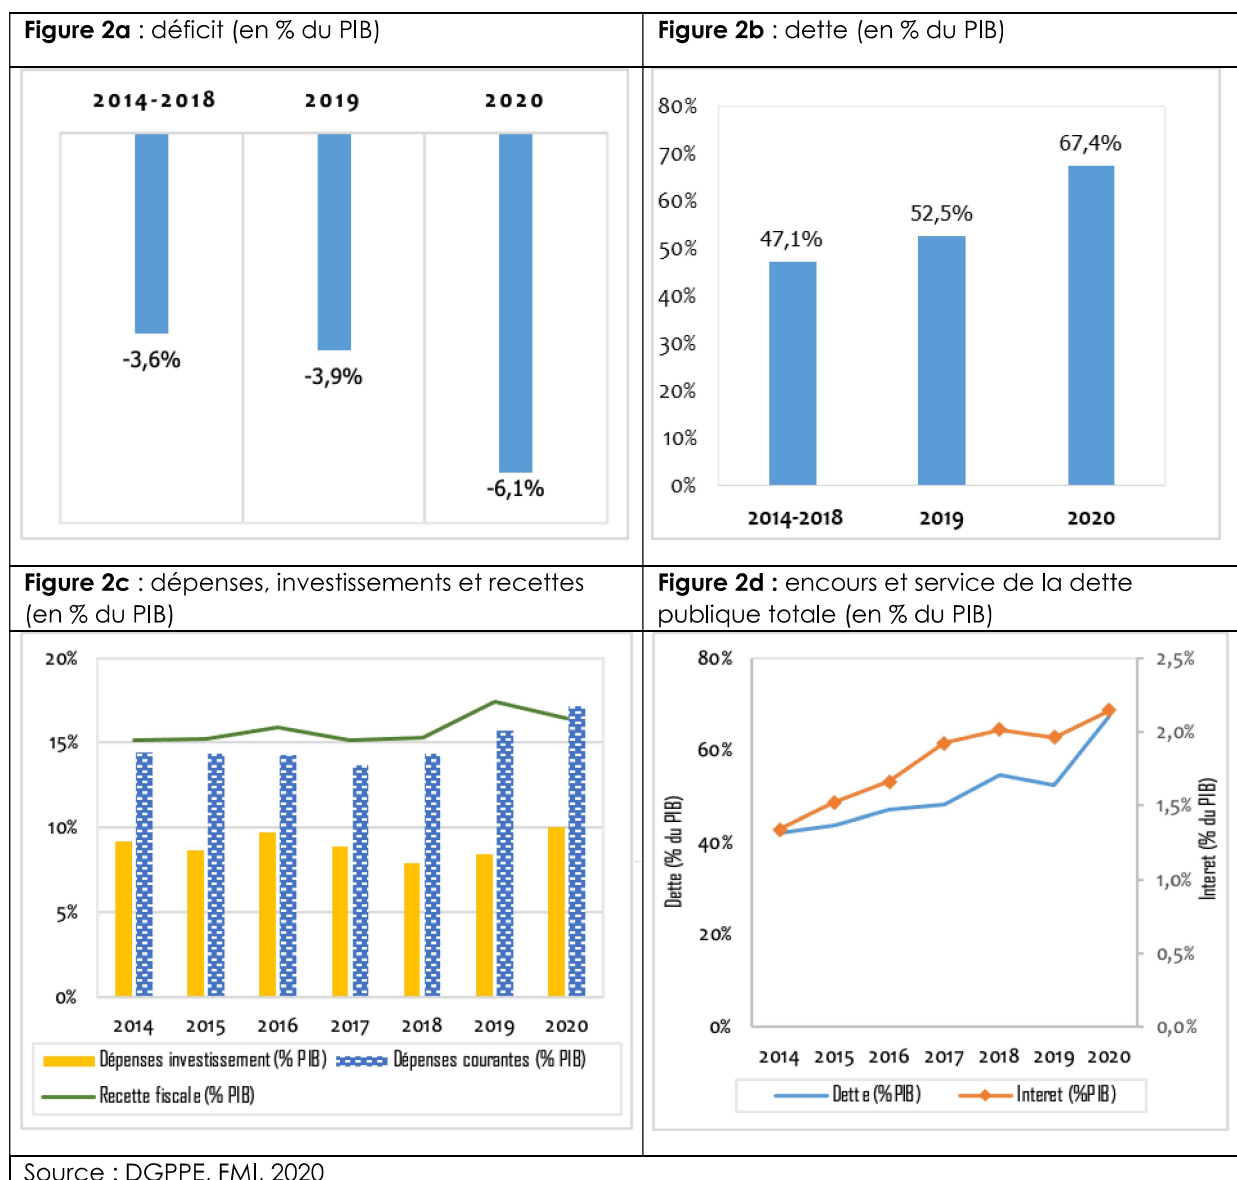 Figure 2a : déficit (en % du PIB)
2014-2018 2019 2020
-3,6%
-3,9%
-6,1%
Figure 2b : dette (en % du PIB)
80%
70%
60%
50%
40%
30%
20%
10%
0%
47,1%
52,5%
67,4%
2014-2018 2019 2020
Figure 2c : dépenses, investissements et recettes
(en % du PIB)
20%
15%
10%
5%
0%
2014 2015 2016 2017 2018 2019 2020
Dépenses investissement (% PIB) Dépenses courantes (% PIB)
Recette fiscale (% PIB)
Figure 2d : encours et service de la dette
publique totale (en % du PIB)
80%
60%
40%
20%
0%
Dette (% du PIB)
2,5%
2,0%
1,5%
1,0%
0,5%
0,0%
Interet (% du PIB)
2014 2015 2016 2017 2018 2019 2020
Dette (%PIB) Interet (%PIB)
Source : DGPPE, FMI, 2020